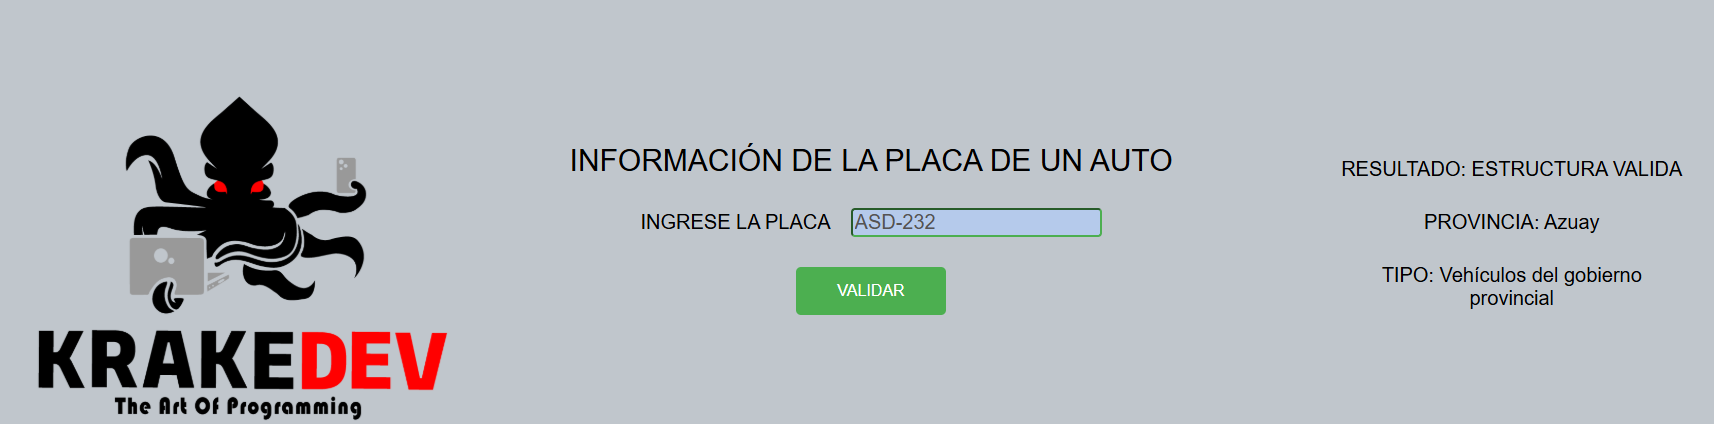 KRAKEDEV
The Art Of Programming
INFORMACIÓN DE LA PLACA DE UN AUTO
INGRESE LA PLACA ASD-232
VALIDAR
RESULTADO: ESTRUCTURA VALIDA
PROVINCIA: Azuay
TIPO: Vehículos del gobierno
provincial